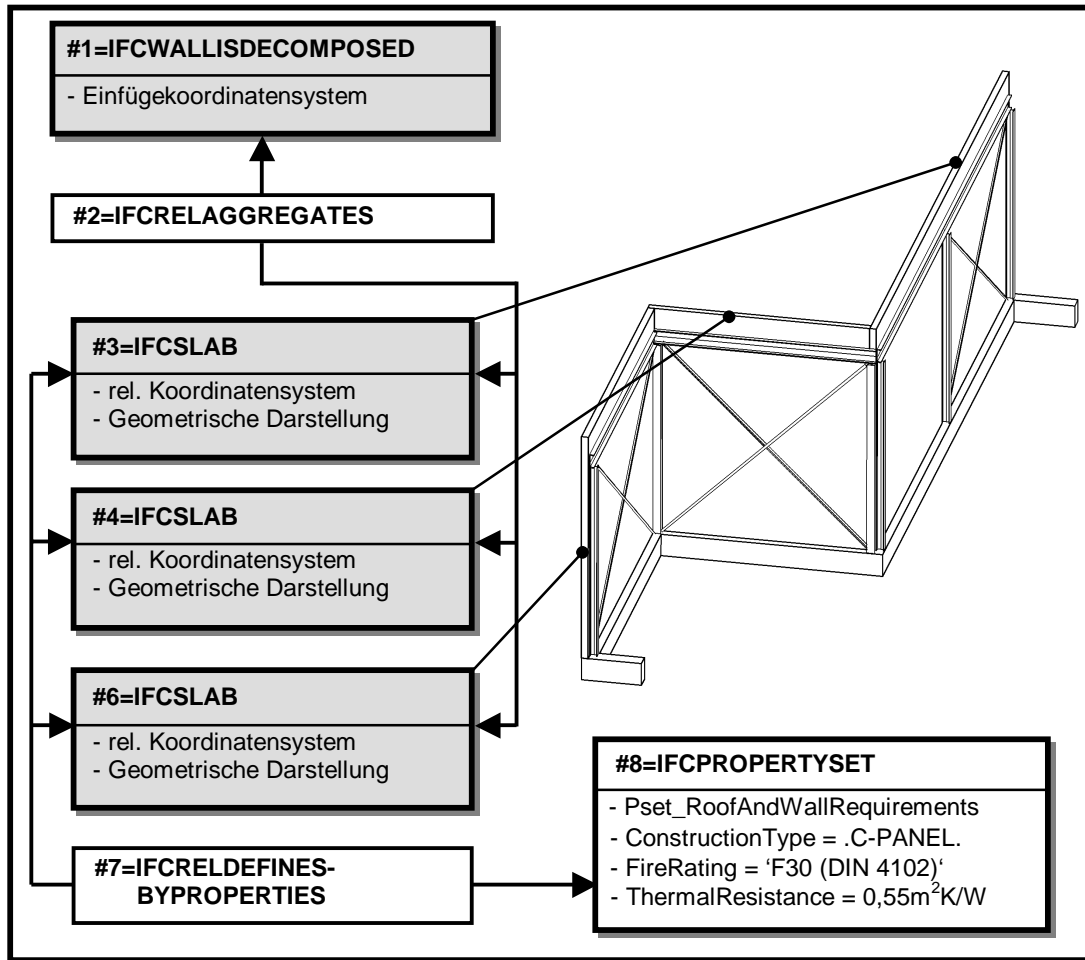 #1=IFCWALLISDECOMPOSED
- Einfügekoordinatensystem
#2=IFCRELAGGREGATES
#3=IFCSLAB
- rel. Koordinatensystem
- Geometrische Darstellung
#4=IFCSLAB
- rel. Koordinatensystem
- Geometrische Darstellung
#6=IFCSLAB
- rel. Koordinatensystem
- Geometrische Darstellung
#7=IFCRELDEFINES-
BYPROPERTIES
#8=IFCPROPERTYSET
- Pset_RoofAndWallRequirements
- ConstructionType = .C-PANEL.
- FireRating = ‘F30 (DIN 4102)‘
- ThermalResistance = 0,55m²K/W